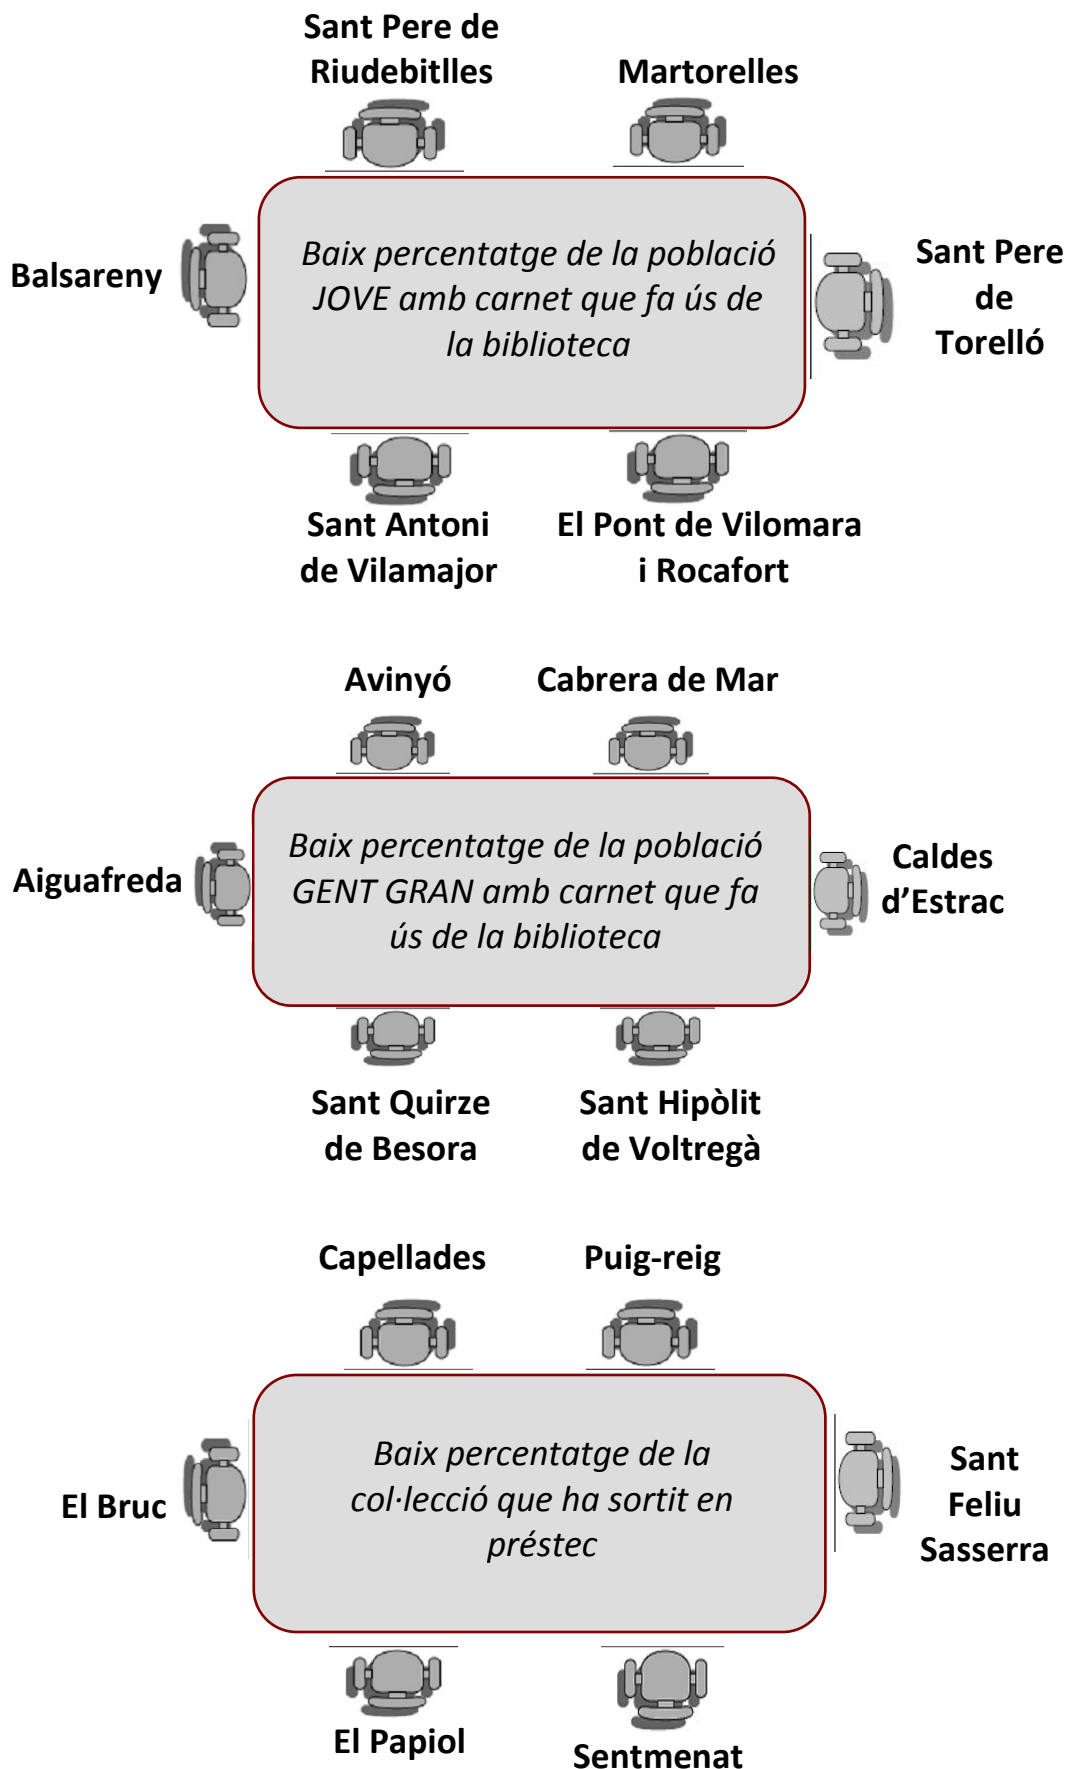 Sant Pere de
Riudebitlles
Martorelles
Balsareny
Baix percentatge de la població
JOVE amb carnet que fa ús de
la biblioteca
Sant Pere
de
Torelló
Sant Antoni
de Vilamajor
El Pont de Vilomara
i Rocafort
Avinyó
Cabrera de Mar
Aiguafreda
Baix percentatge de la població
GENT GRAN amb carnet que fa
ús de la biblioteca
Caldes
d’Estrac
Sant Quirze
de Besora
Sant Hipòlit
de Voltregà
Capellades
Puig-reig
El Bruc
Baix percentatge de la
col·lecció que ha sortit en
préstec
Sant
Feliu
Sasserra
El Papiol
Sentmenat